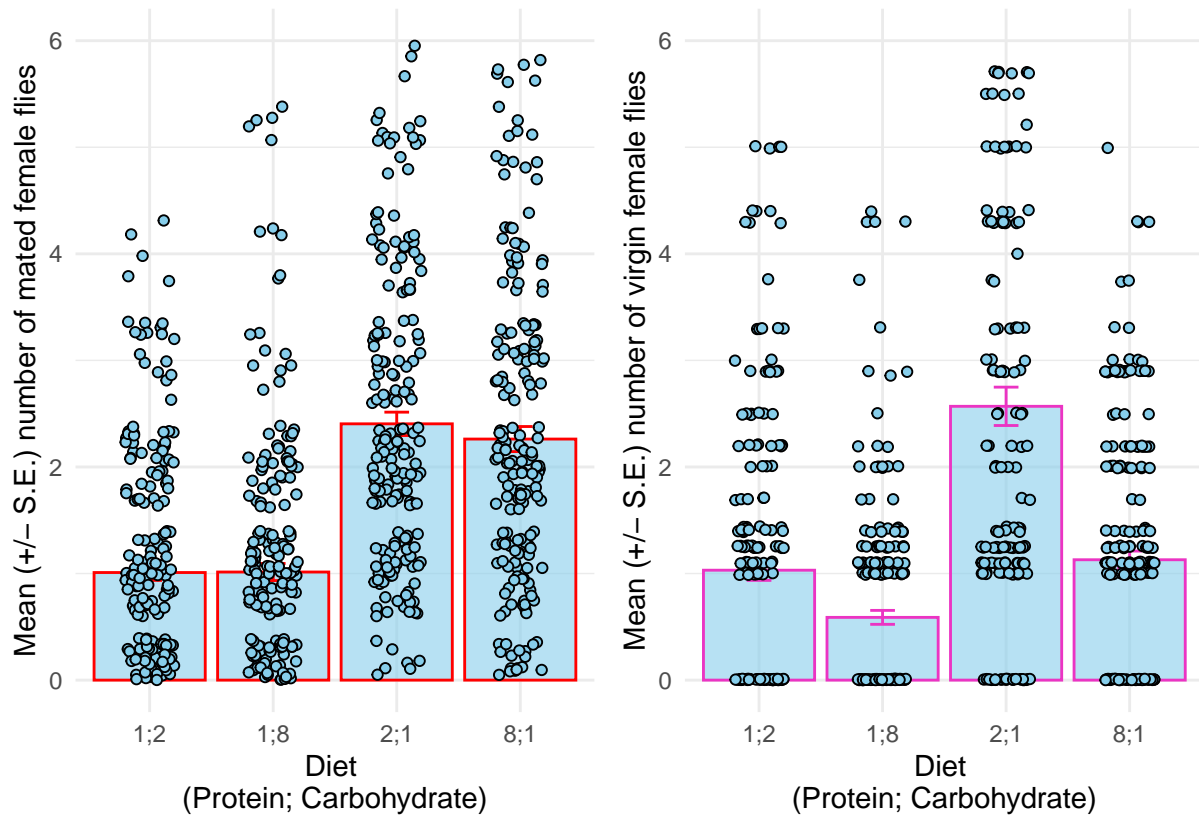 Mean (+/− S.E.) number of mated female flies
6
4
2
0
1;2 1;8 2;1 8;1
Diet
(Protein; Carbohydrate)
Mean (+/− S.E.) number of virgin female flies
6
4
2
0
1;2 1;8 2;1 8;1
Diet
(Protein; Carbohydrate)